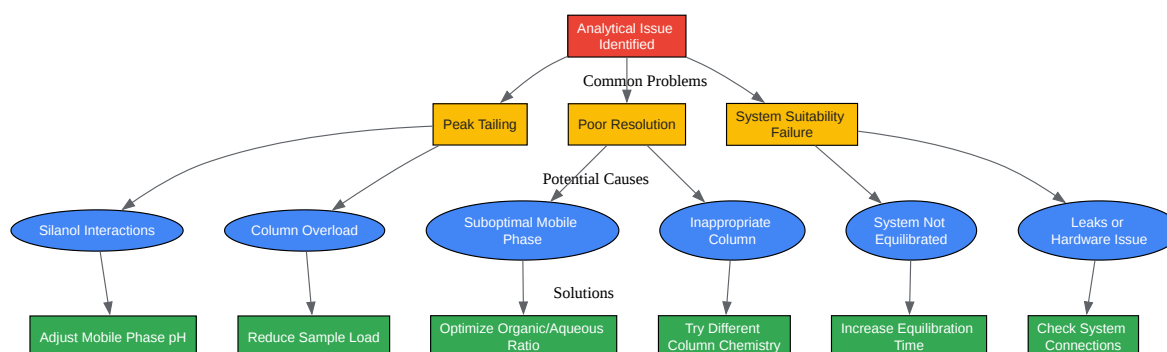 Analytical Issue
Identified
Common Problems
Peak Tailing
Poor Resolution
System Suitability
Failure
Potential Causes
Silanol Interactions
Column Overload
Suboptimal Mobile
Phase
Inappropriate
Column
System Not
Equilibrated
Leaks or
Hardware Issue
Solutions
Adjust Mobile Phase pH
Reduce Sample Load
Optimize Organic/Aqueous
Ratio
Try Different
Column Chemistry
Increase Equilibration
Time
Check System
Connections